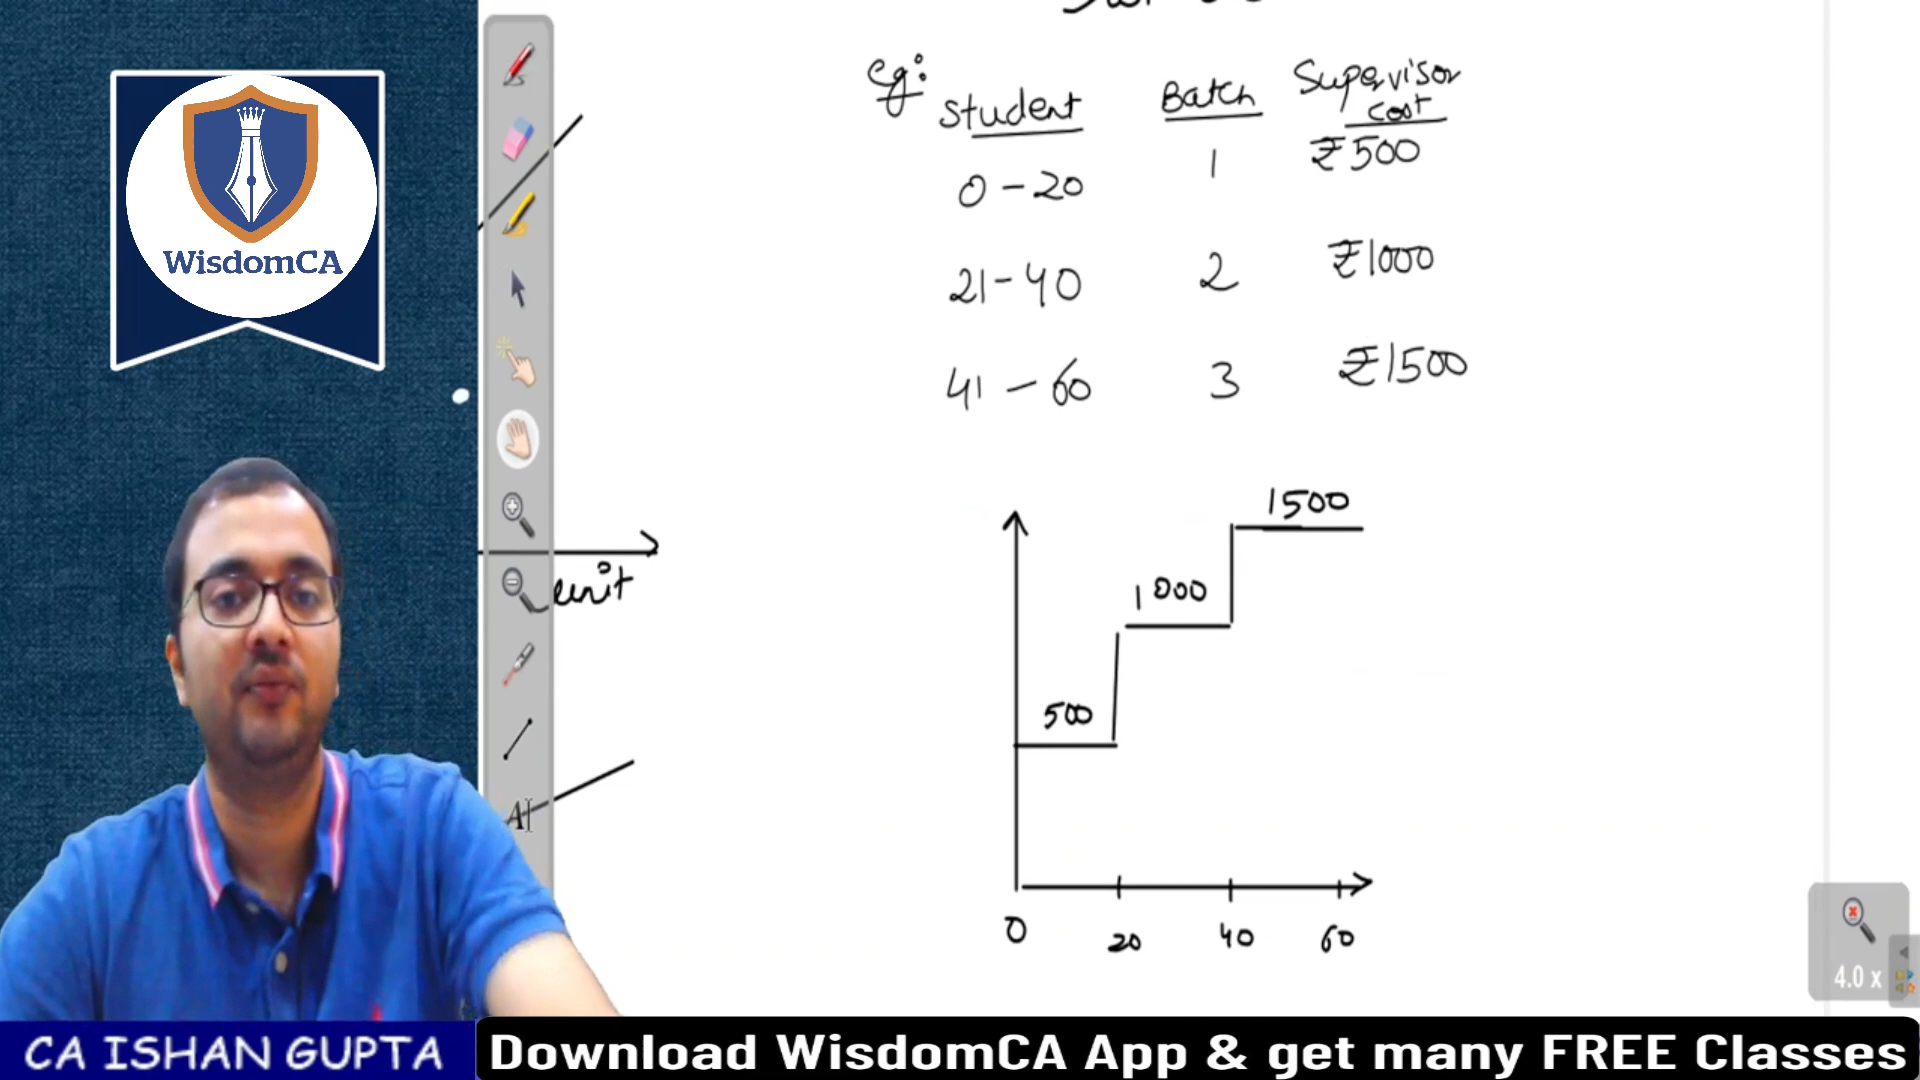 WisdomCA
eg:
Student Batch Supervisor cost
0 - 20 1 ₹500
21 - 40 2 ₹1000
41 - 60 3 ₹1500
unit
1500
1000
500
0 20 40 60
A
4.0 x
CA ISHAN GUPTA
Download WisdomCA App & get many FREE Classes